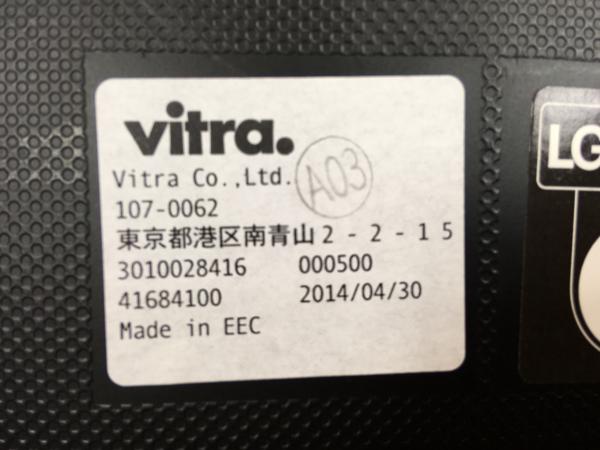 vitra.
Vitra Co.,Ltd.
A03
107-0062
東京都港区南青山2-2-15
3010028416 000500
41684100 2014/04/30
Made in EEC
LG